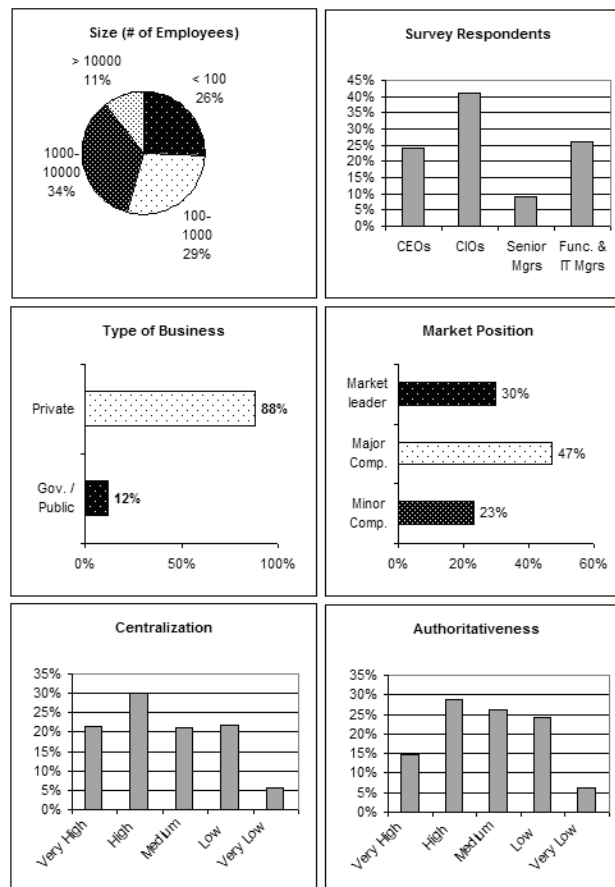 Size (# of Employees)
> 10000
11%
< 100
26%
1000-
10000
34%
100-
1000
29%
Survey Respondents
45%
40%
35%
30%
25%
20%
15%
10%
5%
0%
CEOs
CIOs
Senior
Mgrs
Func. &
IT Mgrs
Type of Business
Private
88%
Gov. /
Public
12%
0%
50%
100%
Market Position
Market
leader
30%
Major
Comp.
47%
Minor
Comp.
23%
0%
20%
40%
60%
Centralization
35%
30%
25%
20%
15%
10%
5%
0%
Very High
High
Medium
Low
Very Low
Authoritativeness
35%
30%
25%
20%
15%
10%
5%
0%
Very High
High
Medium
Low
Very Low